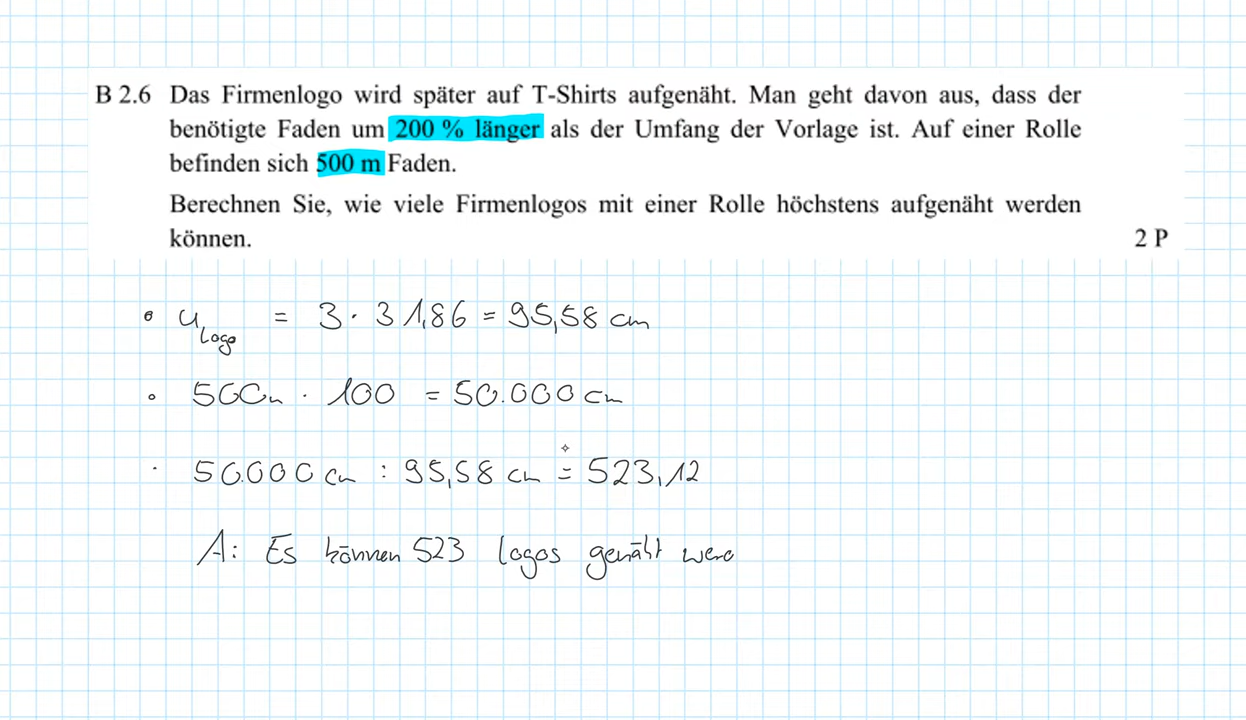 B 2.6 Das Firmenlogo wird später auf T-Shirts aufgenäht. Man geht davon aus, dass der
benötigte Faden um 200 % länger als der Umfang der Vorlage ist. Auf einer Rolle
befinden sich 500 m Faden.
Berechnen Sie, wie viele Firmenlogos mit einer Rolle höchstens aufgenäht werden
können.
2 P
u Logo = 3 · 31,86 = 95,58 cm
500m · 100 = 50.000 cm
50.000 cm : 95,58 cm = 523,12
A: Es können 523 Logos genäht werd